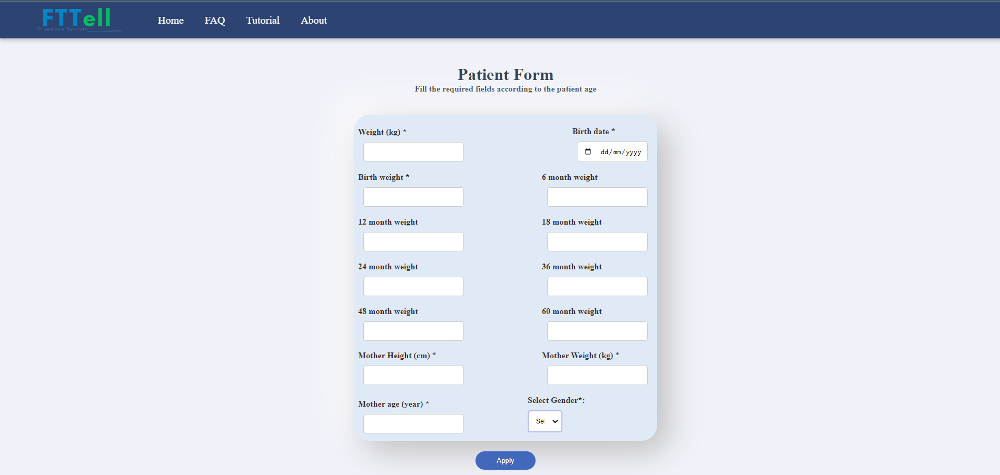 FTTell
Diagnose System
Home FAQ Tutorial About
Patient Form
Fill the required fields according to the patient age
Weight (kg) * Birth date *
dd/mm/yyyy
Birth weight * 6 month weight
12 month weight 18 month weight
24 month weight 36 month weight
48 month weight 60 month weight
Mother Height (cm) * Mother Weight (kg) *
Mother age (year) * Select Gender*:
Sel
Apply